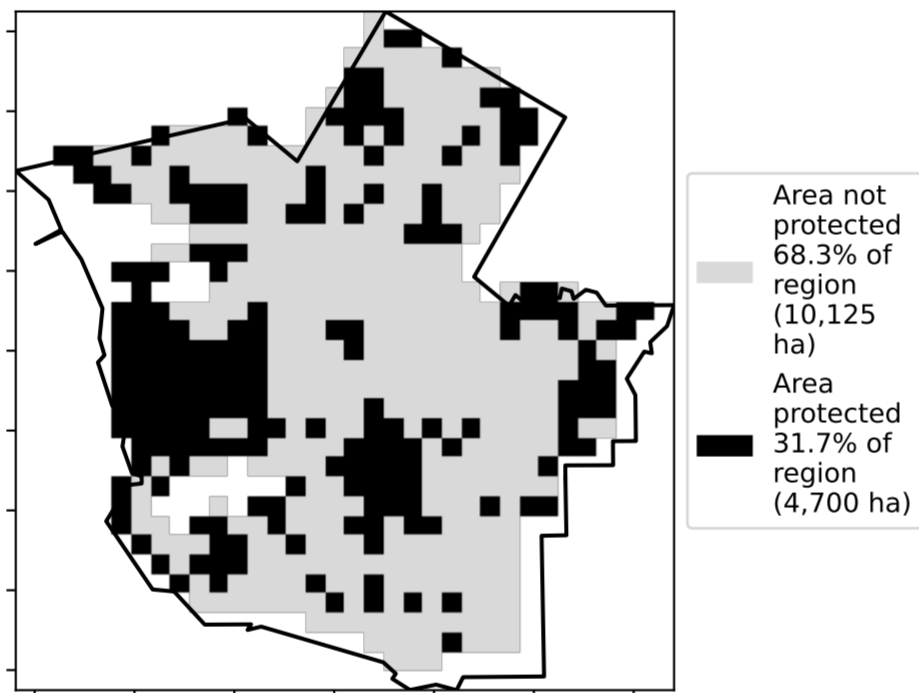 Area not
protected
68.3% of
region
(10,125
ha)
Area
protected
31.7% of
region
(4,700 ha)